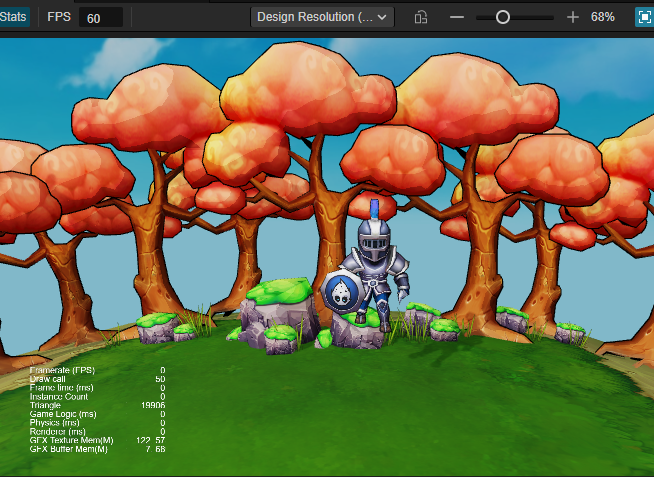 Stats FPS 60 Design Resolution (... 68%
Framerate (FPS) 0
Draw call 50
Frame time (ms) 0
Instance Count 0
Triangle 19906
Game Logic (ms) 0
Physics (ms) 0
Renderer (ms) 0
GFX Texture Mem(M) 122 57
GFX Buffer Mem(M) 7 68